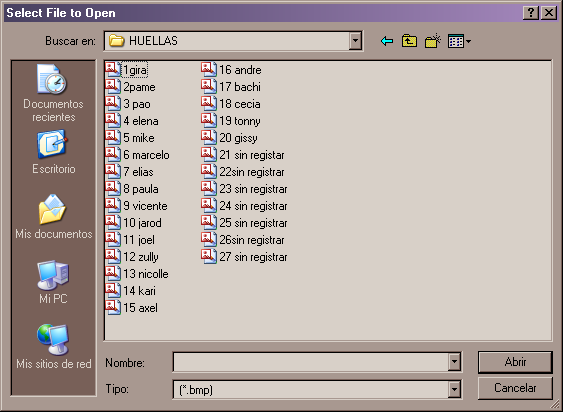 Select File to Open
Buscar en:
HUELLAS
Documentos
recientes
Escritorio
Mis documentos
Mi PC
Mis sitios de red
1gira
2pame
3 pao
4 elena
5 mike
6 marcelo
7 elias
8 paula
9 vicente
10 jarod
11 joel
12 zully
13 nicolle
14 kari
15 axel
16 andre
17 bachi
18 cecia
19 tonny
20 gissy
21 sin registar
22sin registrar
23 sin registrar
24 sin registrar
25 sin registrar
26sin registrar
27 sin registrar
Nombre:
Abrir
Tipo:
(*.bmp)
Cancelar